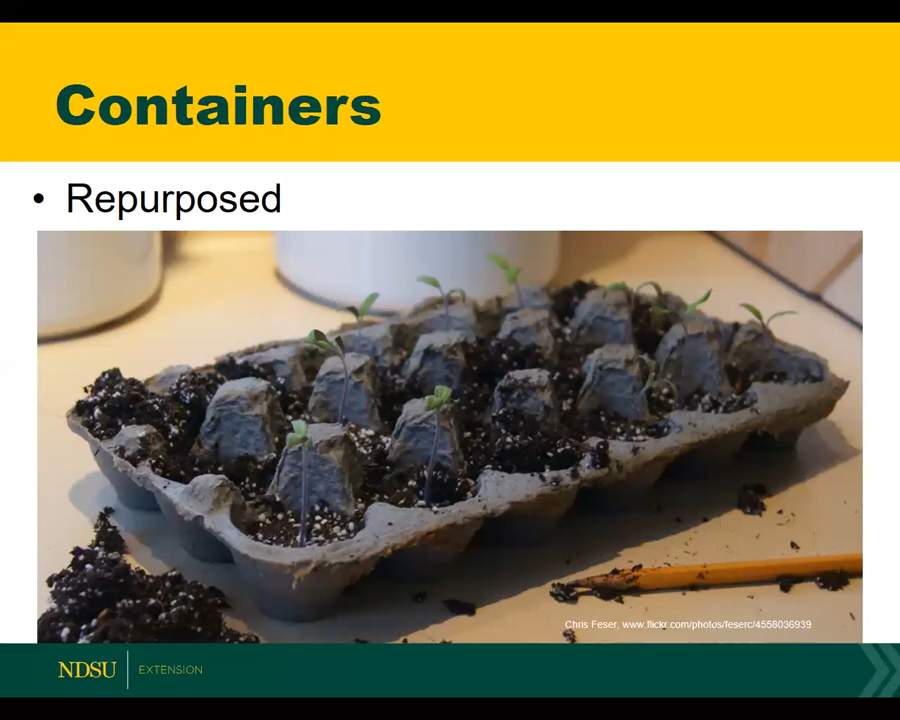 Containers
• Repurposed
Chris Feser, www.flickr.com/photos/feserc/4558036939
NDSU EXTENSION